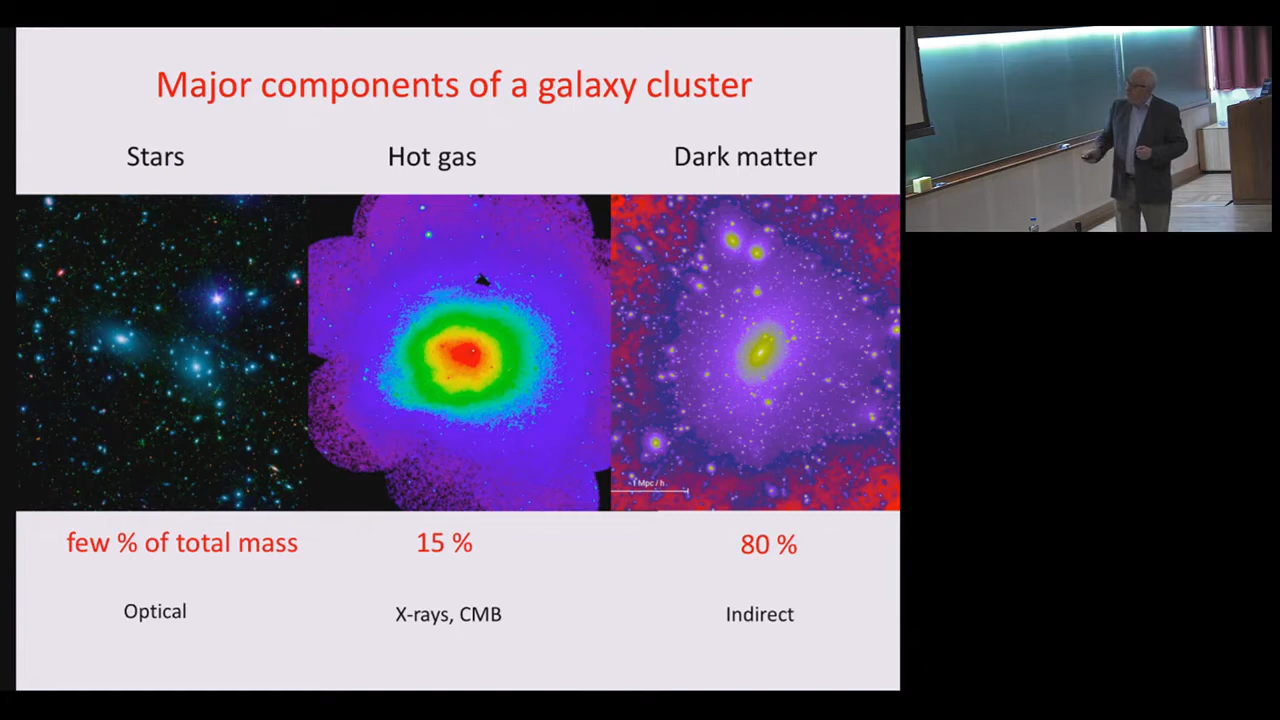 Major components of a galaxy cluster
Stars Hot gas Dark matter
1 Mpc / h
few % of total mass 15 % 80 %
Optical X-rays, CMB Indirect